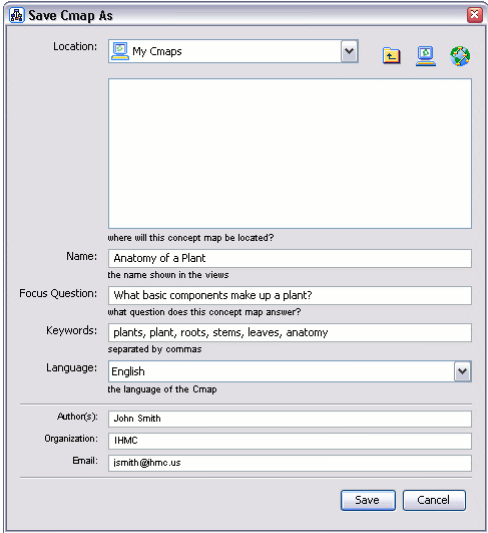 Save Cmap As
Location: My Cmaps
where will this concept map be located?
Name: Anatomy of a Plant
the name shown in the views
Focus Question: What basic components make up a plant?
what question does this concept map answer?
Keywords: plants, plant, roots, stems, leaves, anatomy
separated by commas
Language: English
the language of the Cmap
Author(s): John Smith
Organization: IHMC
Email: jsmith@ihmc.us
Save Cancel